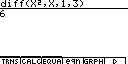 diff(X²,X,1,3)
6
TRNS CALC EQUA eqn GRPH ▷